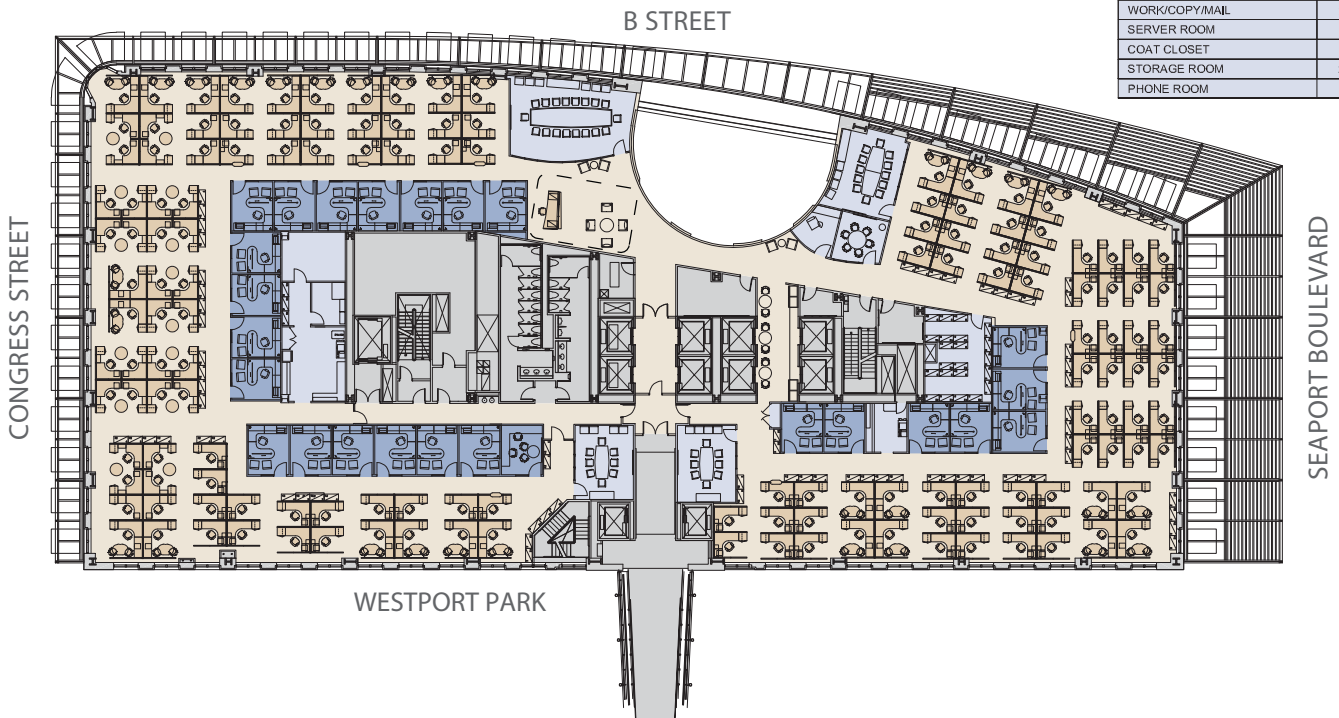 B STREET
WORK/COPY/MAIL
SERVER ROOM
COAT CLOSET
STORAGE ROOM
PHONE ROOM
CONGRESS STREET
SEAPORT BOULEVARD
WESTPORT PARK